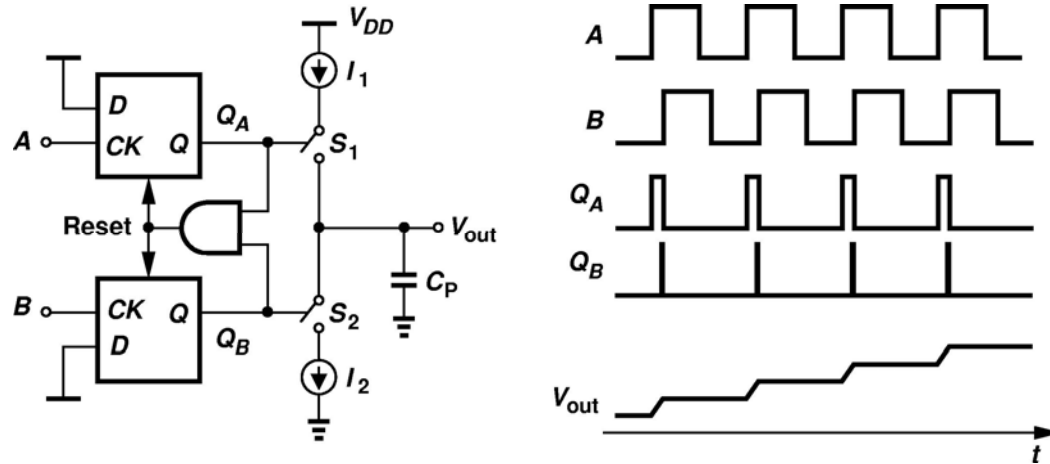 V_DD
I_1
D
Q_A
A
CK
Q
S_1
Reset
V_out
C_P
B
CK
Q
S_2
D
Q_B
I_2
A
B
Q_A
Q_B
V_out
t